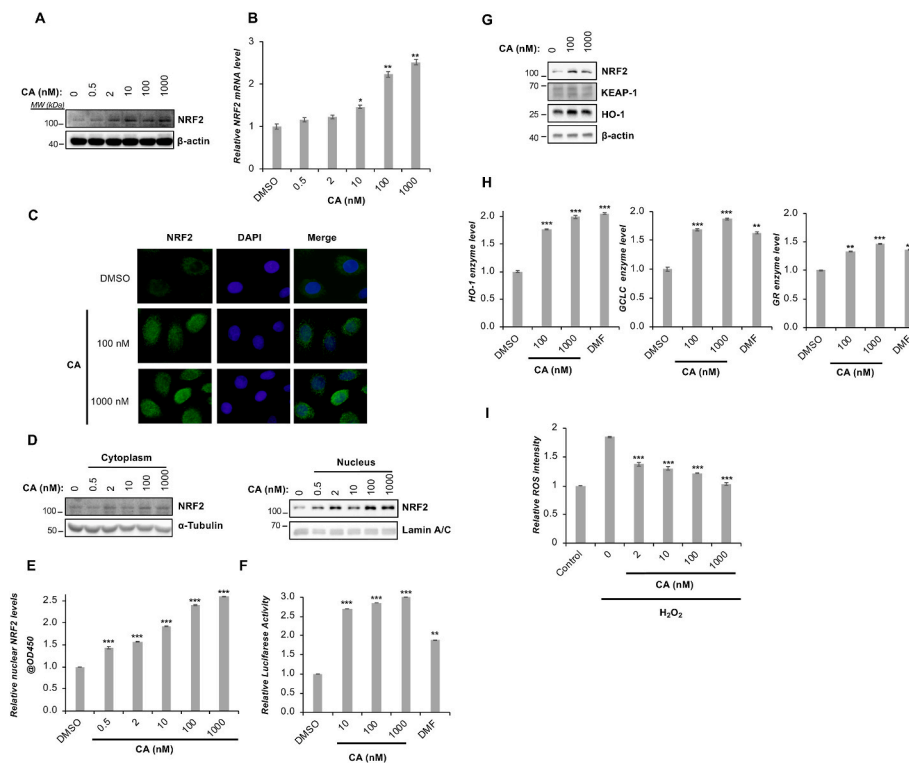 A
CA (nM):
0
0.5
2
10
100
1000
MW (kDa)
100
NRF2
40
β-actin
B
Relative NRF2 mRNA level
3
2
1
0
*
**
**
DMSO
0.5
2
10
100
1000
CA (nM)
C
NRF2
DAPI
Merge
DMSO
CA
100 nM
1000 nM
D
Cytoplasm
CA (nM):
0
0.5
2
10
100
1000
100
NRF2
50
α-Tubulin
Nucleus
CA (nM):
0
0.5
2
10
100
1000
100
NRF2
70
Lamin A/C
E
Relative nuclear NRF2 levels
@OD450
2.5
2.0
1.5
1.0
0.5
0.0
***
***
***
***
***
DMSO
0.5
2
10
100
1000
CA (nM)
F
Relative Lucifarese Activity
3.0
2.5
2.0
1.5
1.0
0.5
0.0
***
***
***
**
DMSO
10
100
1000
DMF
CA (nM)
G
CA (nM):
0
100
1000
100
NRF2
70
KEAP-1
25
HO-1
40
β-actin
H
HO-1 enzyme level
2.0
1.5
1.0
0.5
0.0
***
***
***
DMSO
100
1000
DMF
CA (nM)
GCLC enzyme level
2.0
1.5
1.0
0.5
0.0
***
***
**
DMSO
100
1000
DMF
CA (nM)
GR enzyme level
2.0
1.5
1.0
0.5
0.0
**
***
DMSO
100
1000
DMF
CA (nM)
I
Relative ROS intensity
2
1.5
1
0.5
0
***
***
***
***
Control
0
2
10
100
1000
CA (nM)
H₂O₂